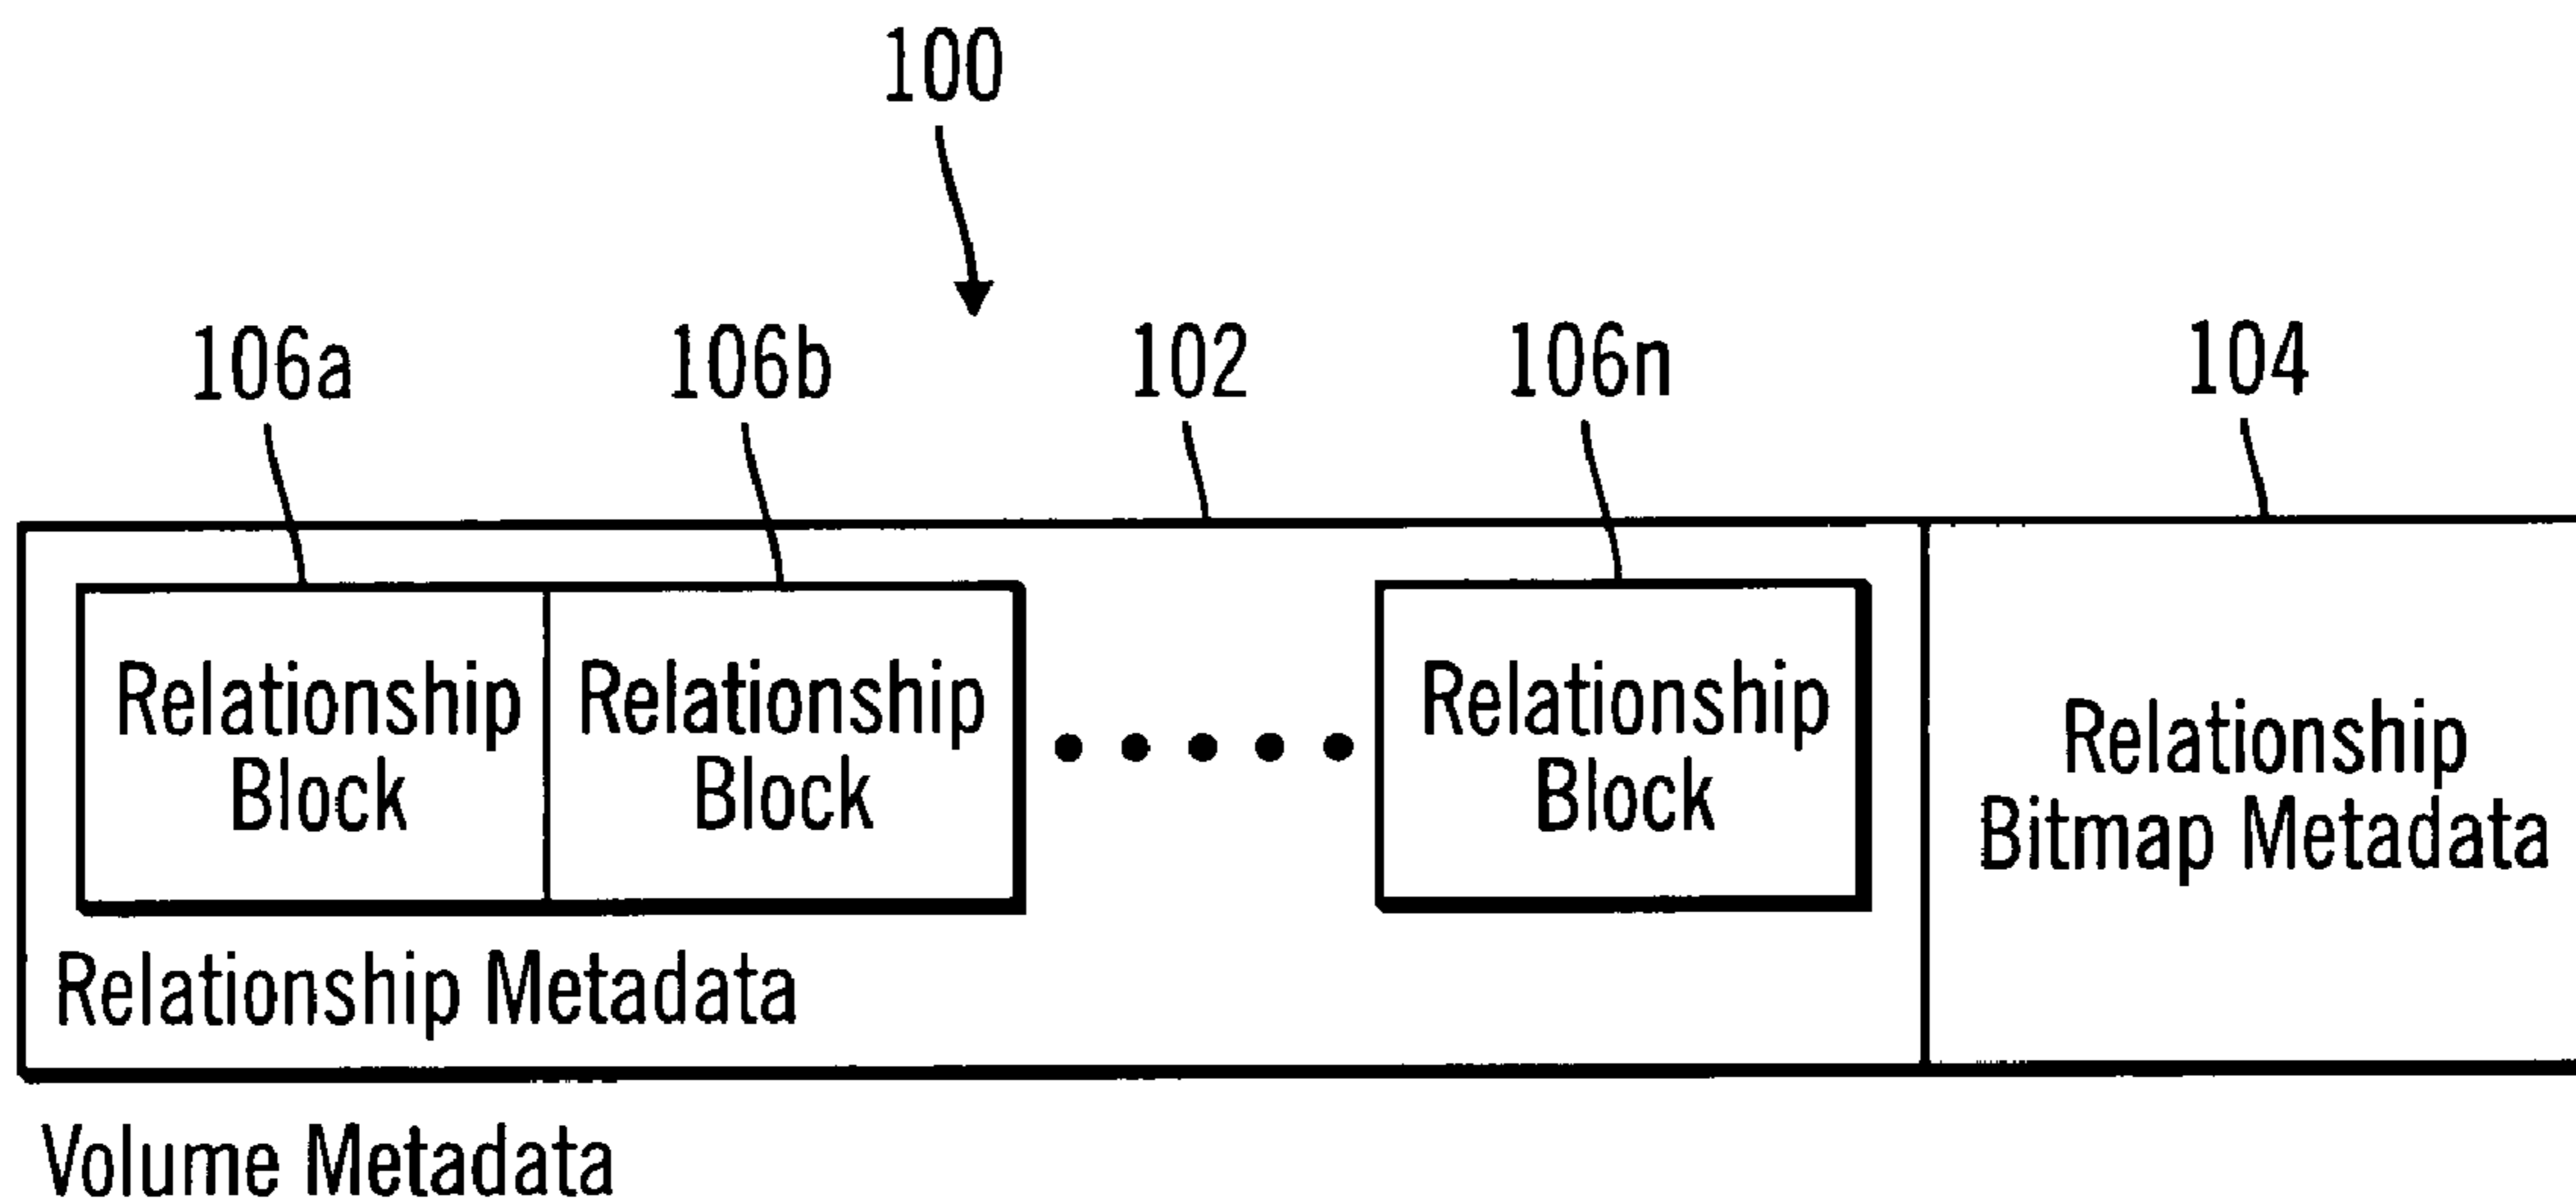 100
106a 106b 102 106n 104
Relationship Block
Relationship Block
Relationship Block
Relationship Bitmap Metadata
Relationship Metadata
Volume Metadata